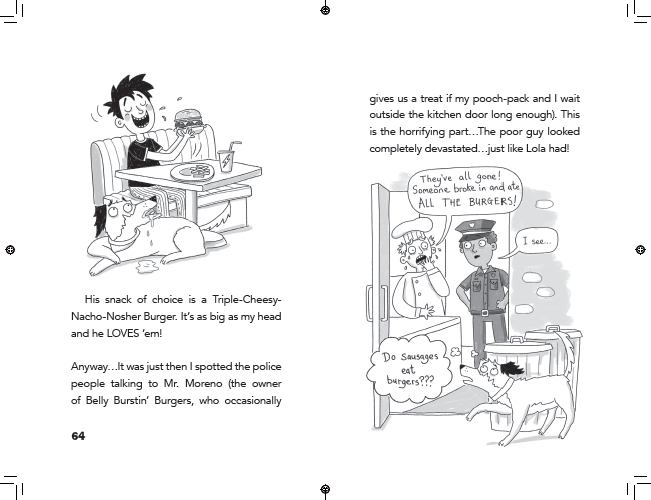 His snack of choice is a Triple-Cheesy-
Nacho-Nosher Burger. It's as big as my head
and he LOVES 'em!
Anyway…It was just then I spotted the police
people talking to Mr. Moreno (the owner
of Belly Burstin' Burgers, who occasionally
64
gives us a treat if my pooch-pack and I wait
outside the kitchen door long enough). This
is the horrifying part…The poor guy looked
completely devastated…just like Lola had!
They've all gone!
Someone broke in and ate
ALL THE BURGERS!
I see...
Do sausages
eat
burgers???